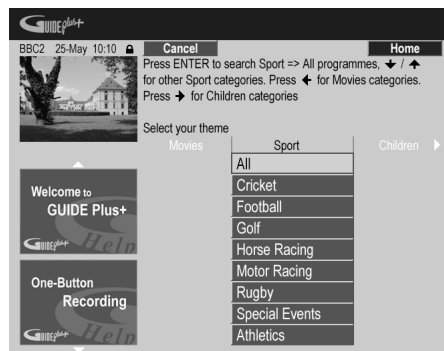 GUIDE Plus+
BBC2 25-May 10:10 Cancel Home
Press ENTER to search Sport => All programmes, ↓ / ↑
for other Sport categories. Press ← for Movies categories.
Press → for Children categories
Select your theme
Movies Sport Children
All
Cricket
Football
Golf
Horse Racing
Motor Racing
Rugby
Special Events
Athletics
Welcome to
GUIDE Plus+
GUIDE Plus+ Help
One-Button
Recording
GUIDE Plus+ Help